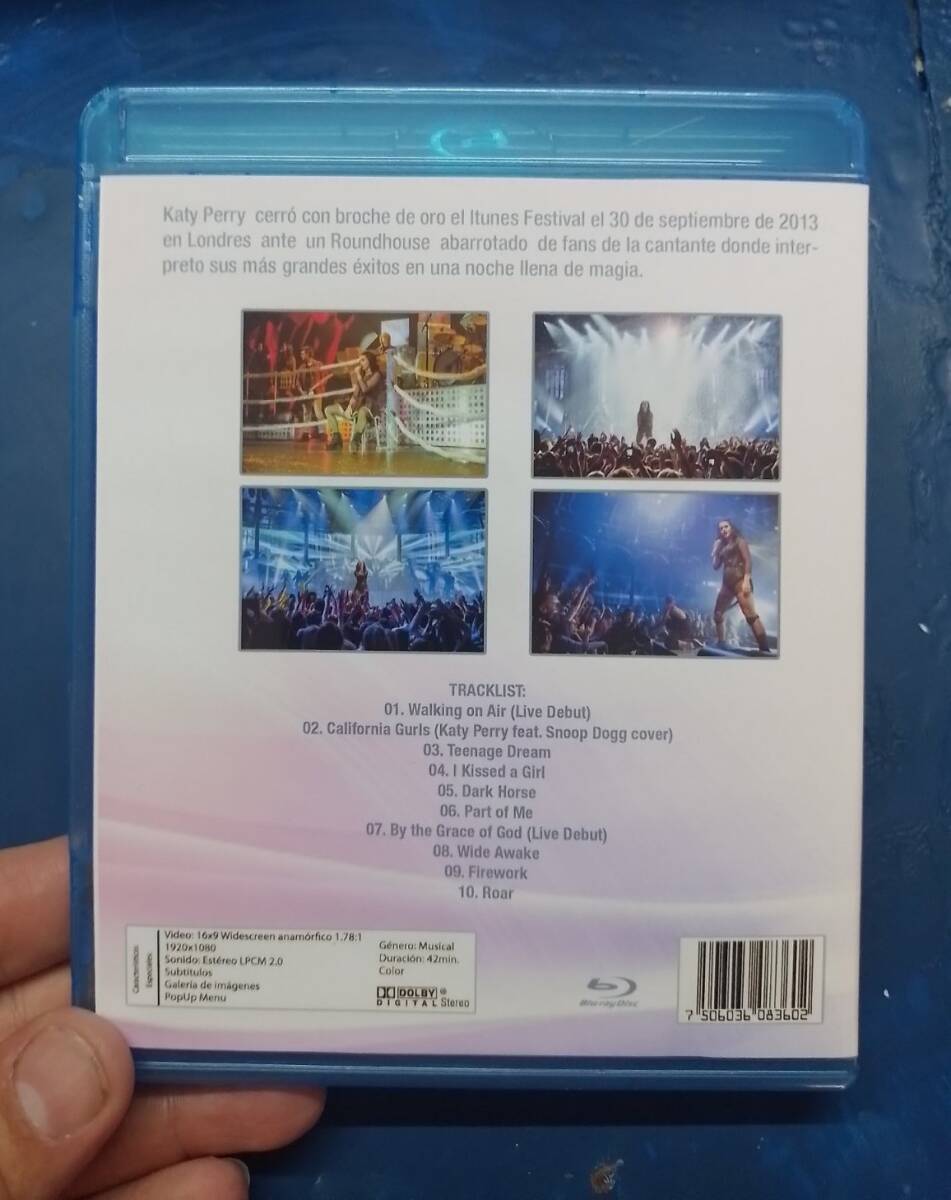 Katy Perry cerró con broche de oro el Itunes Festival el 30 de septiembre de 2013
en Londres ante un Roundhouse abarrotado de fans de la cantante donde inter-
preto sus más grandes éxitos en una noche llena de magia.
TRACKLIST:
01. Walking on Air (Live Debut)
02. California Gurls (Katy Perry feat. Snoop Dogg cover)
03. Teenage Dream
04. I Kissed a Girl
05. Dark Horse
06. Part of Me
07. By the Grace of God (Live Debut)
08. Wide Awake
09. Firework
10. Roar
Características
Especiales
Video: 16x9 Widescreen anamórfico 1.78:1
1920x1080
Sonido: Estéreo LPCM 2.0
Subtitulos
Galería de imágenes
PopUp Menu
Género: Musical
Duración: 42min.
Color
DOLBY ®
DIGITAL Stereo
Blu-ray Disc
7 506036 083602